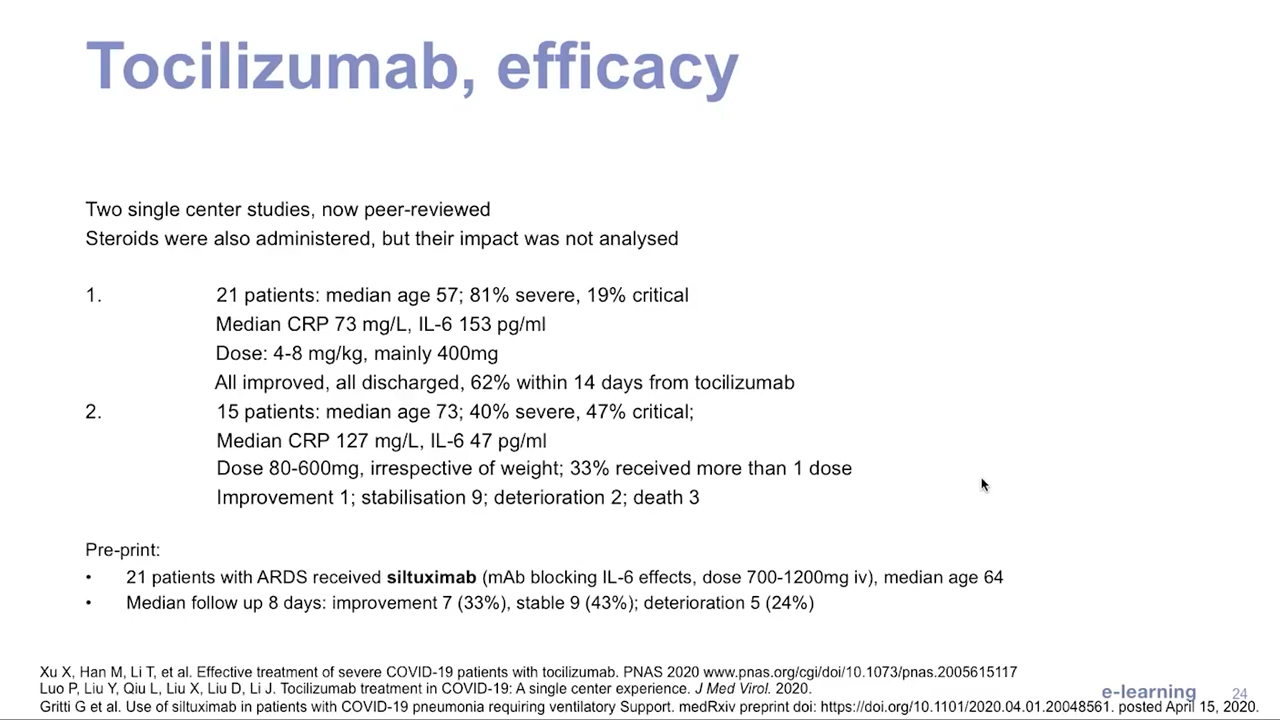 Tocilizumab, efficacy
Two single center studies, now peer-reviewed
Steroids were also administered, but their impact was not analysed
1. 21 patients: median age 57; 81% severe, 19% critical
Median CRP 73 mg/L, IL-6 153 pg/ml
Dose: 4-8 mg/kg, mainly 400mg
All improved, all discharged, 62% within 14 days from tocilizumab
2. 15 patients: median age 73; 40% severe, 47% critical;
Median CRP 127 mg/L, IL-6 47 pg/ml
Dose 80-600mg, irrespective of weight; 33% received more than 1 dose
Improvement 1; stabilisation 9; deterioration 2; death 3
Pre-print:
• 21 patients with ARDS received siltuximab (mAb blocking IL-6 effects, dose 700-1200mg iv), median age 64
• Median follow up 8 days: improvement 7 (33%), stable 9 (43%); deterioration 5 (24%)
Xu X, Han M, Li T, et al. Effective treatment of severe COVID-19 patients with tocilizumab. PNAS 2020 www.pnas.org/cgi/doi/10.1073/pnas.2005615117
Luo P, Liu Y, Qiu L, Liu X, Liu D, Li J. Tocilizumab treatment in COVID-19: A single center experience. J Med Virol. 2020.
Gritti G et al. Use of siltuximab in patients with COVID-19 pneumonia requiring ventilatory Support. medRxiv preprint doi: https://doi.org/10.1101/2020.04.01.20048561. posted April 15, 2020.
e-learning 24